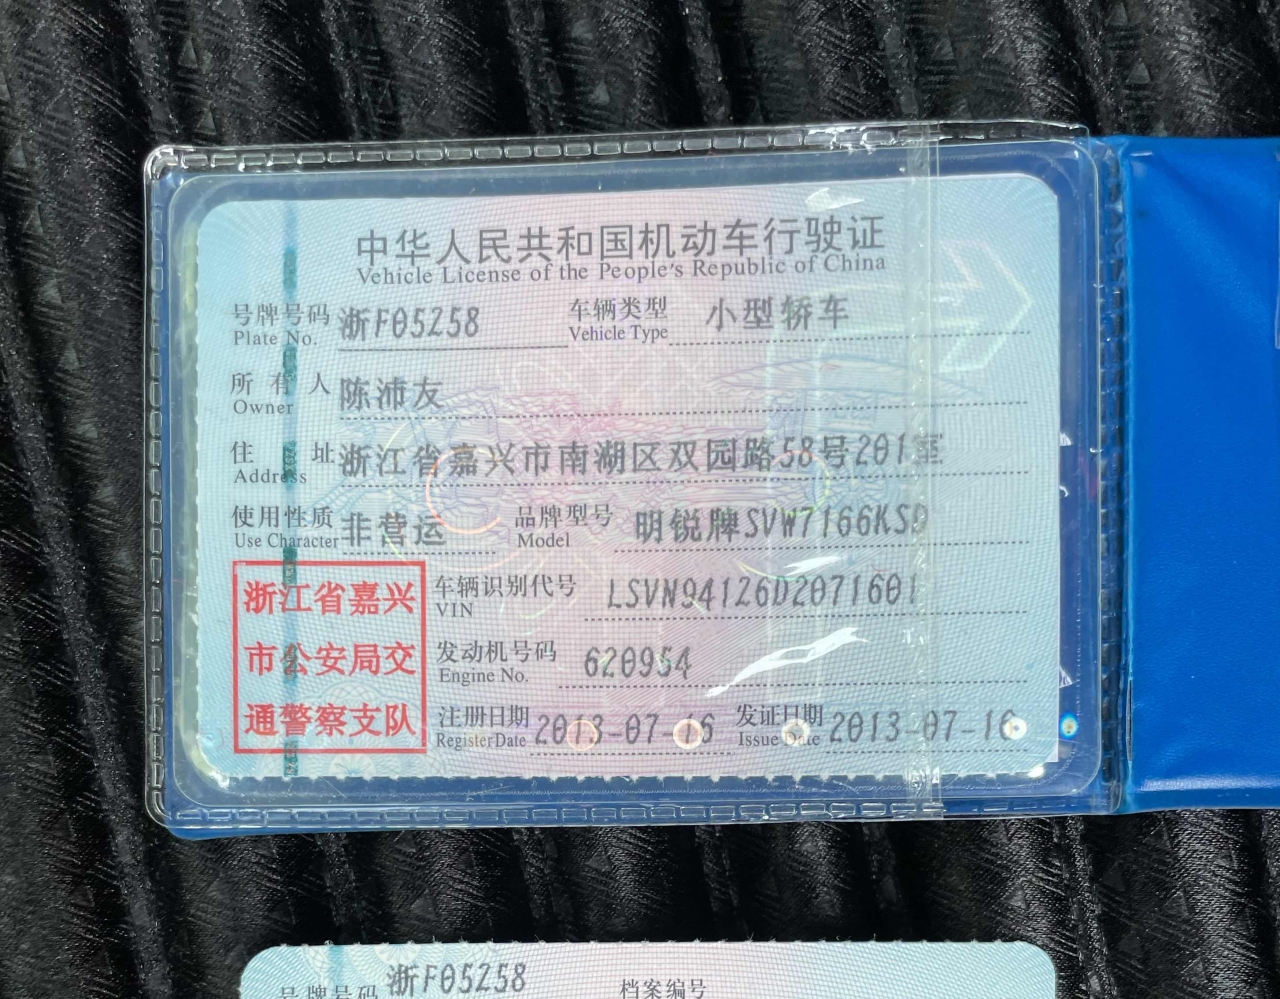 中华人民共和国机动车行驶证
Vehicle License of the People's Republic of China
号牌号码 浙F05Z58 车辆类型 小型轿车
Plate No. Vehicle Type
所有人 陈沛友
Owner
住址 浙江省嘉兴市南湖区双园路58号201室
Address
使用性质 非营运 品牌型号 明锐牌SVW7166KSD
Use Character Model
浙江省嘉兴 车辆识别代号 LSVN94126D2071601
VIN
市公安局交 发动机号码 620954
Engine No.
通警察支队 注册日期 2013-07-16 发证日期 2013-07-16
Register Date Issue Date
号牌号码 浙F05Z58 档案编号